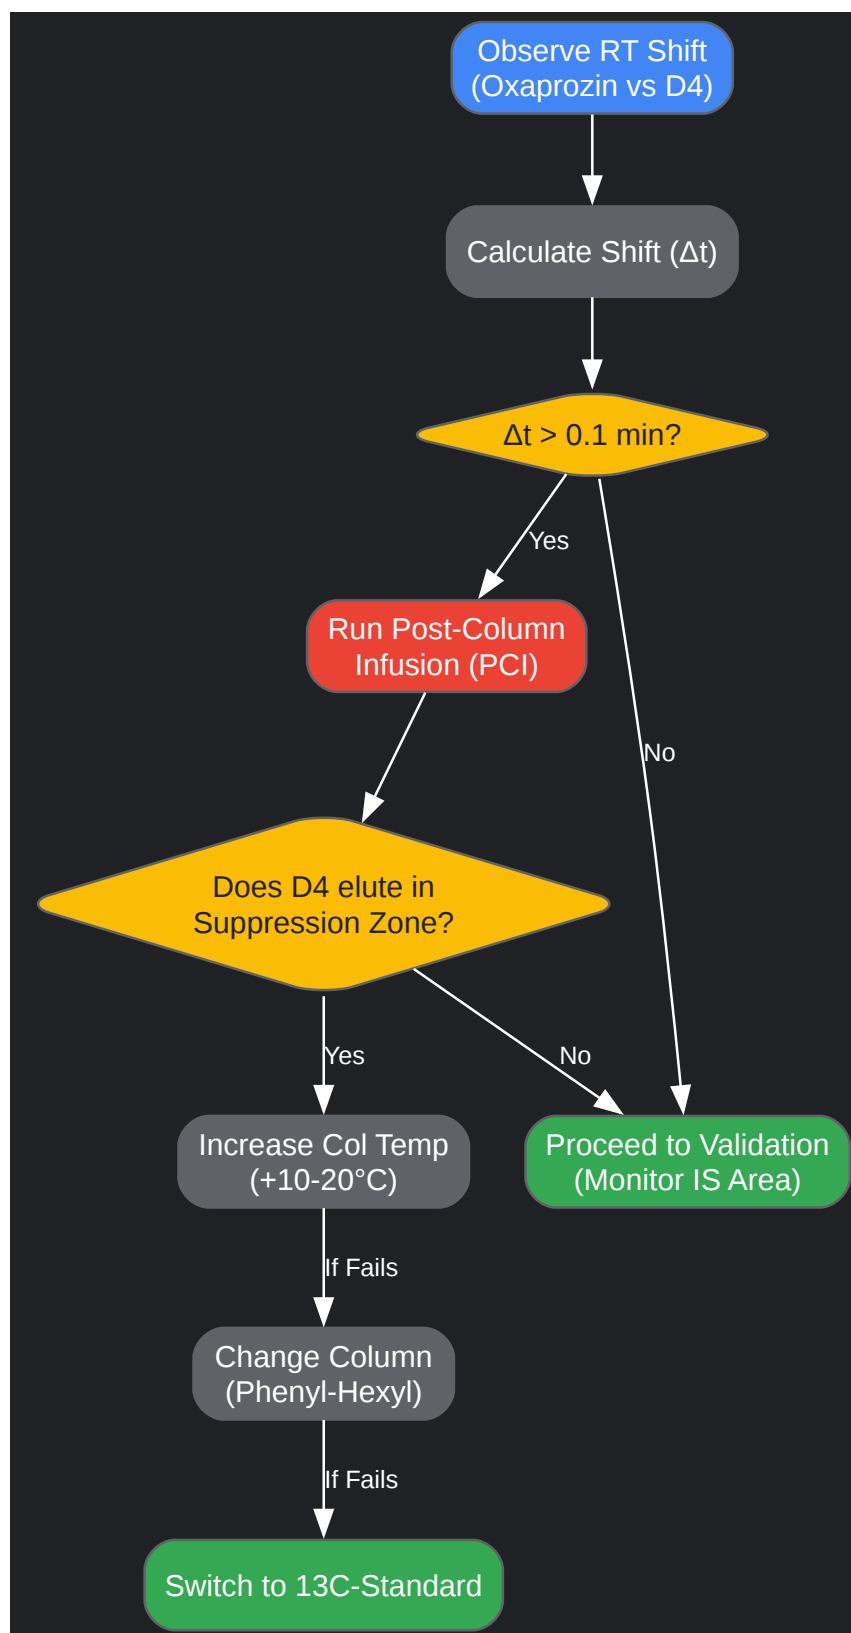 Observe RT Shift
(Oxaprozin vs D4)
Calculate Shift (Δt)
Δt > 0.1 min?
Yes
Run Post-Column
Infusion (PCI)
No
Does D4 elute in
Suppression Zone?
Yes
No
Increase Col Temp
(+10-20°C)
Proceed to Validation
(Monitor IS Area)
If Fails
Change Column
(Phenyl-Hexyl)
If Fails
Switch to 13C-Standard